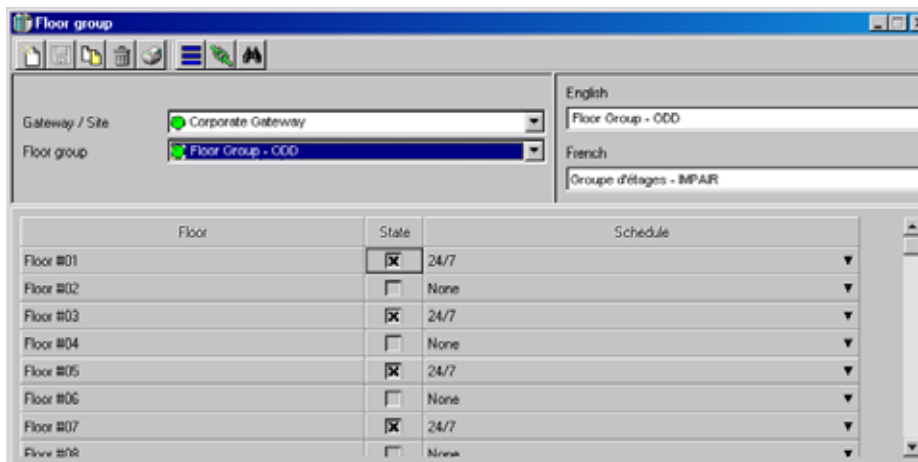 Floor group
English
Gateway / Site
Corporate Gateway
Floor Group - ODD
Floor group
Floor Group - ODD
French
Groupe d'étages - IMPAIR
Floor State Schedule
Floor #01 24/7
Floor #02 None
Floor #03 24/7
Floor #04 None
Floor #05 24/7
Floor #06 None
Floor #07 24/7
Floor #08 None